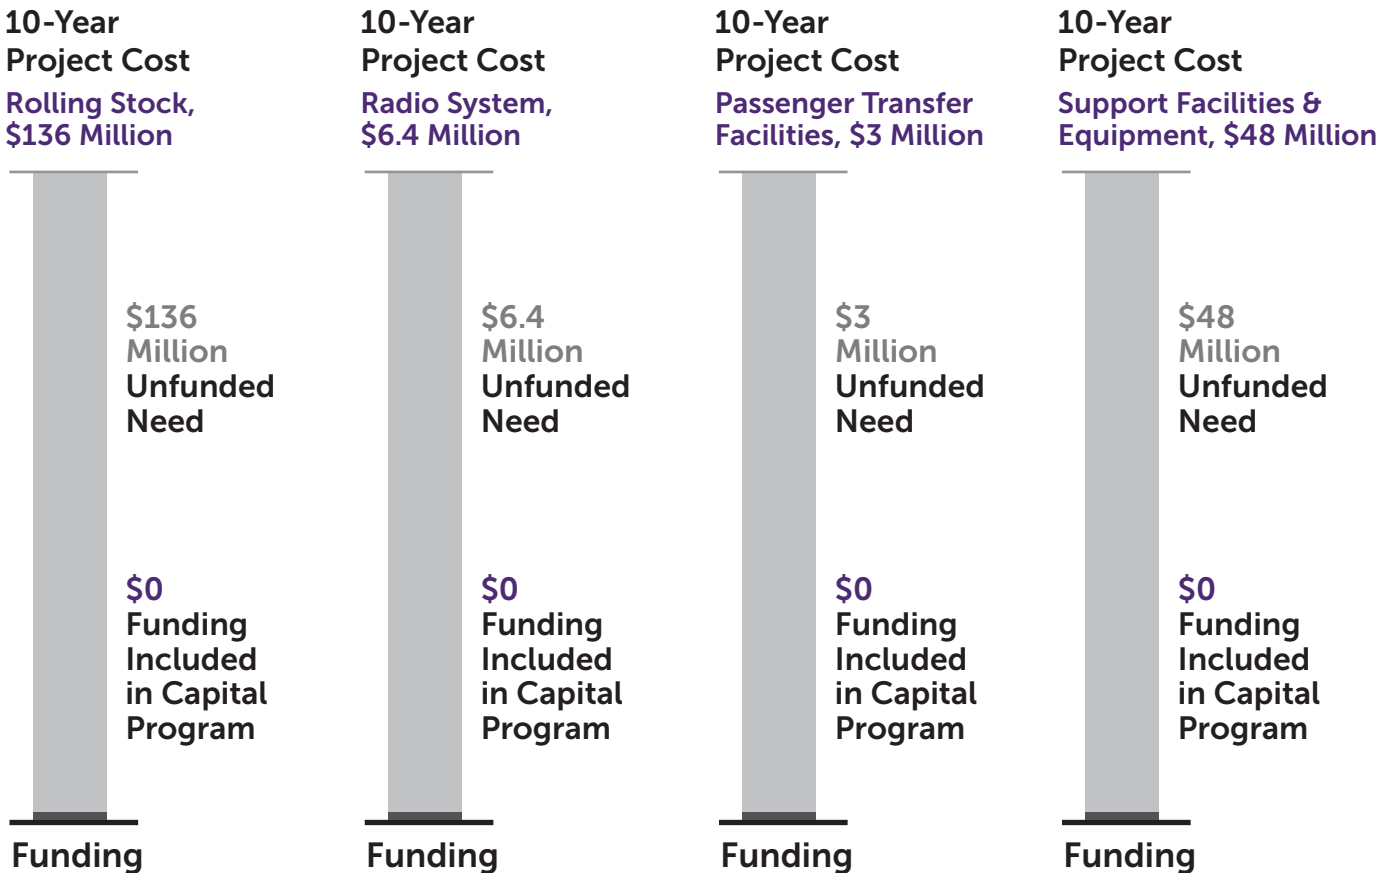 10-Year
Project Cost
Rolling Stock,
$136 Million
$136
Million
Unfunded
Need
$0
Funding
Included
in Capital
Program
Funding
10-Year
Project Cost
Radio System,
$6.4 Million
$6.4
Million
Unfunded
Need
$0
Funding
Included
in Capital
Program
Funding
10-Year
Project Cost
Passenger Transfer
Facilities, $3 Million
$3
Million
Unfunded
Need
$0
Funding
Included
in Capital
Program
Funding
10-Year
Project Cost
Support Facilities &
Equipment, $48 Million
$48
Million
Unfunded
Need
$0
Funding
Included
in Capital
Program
Funding